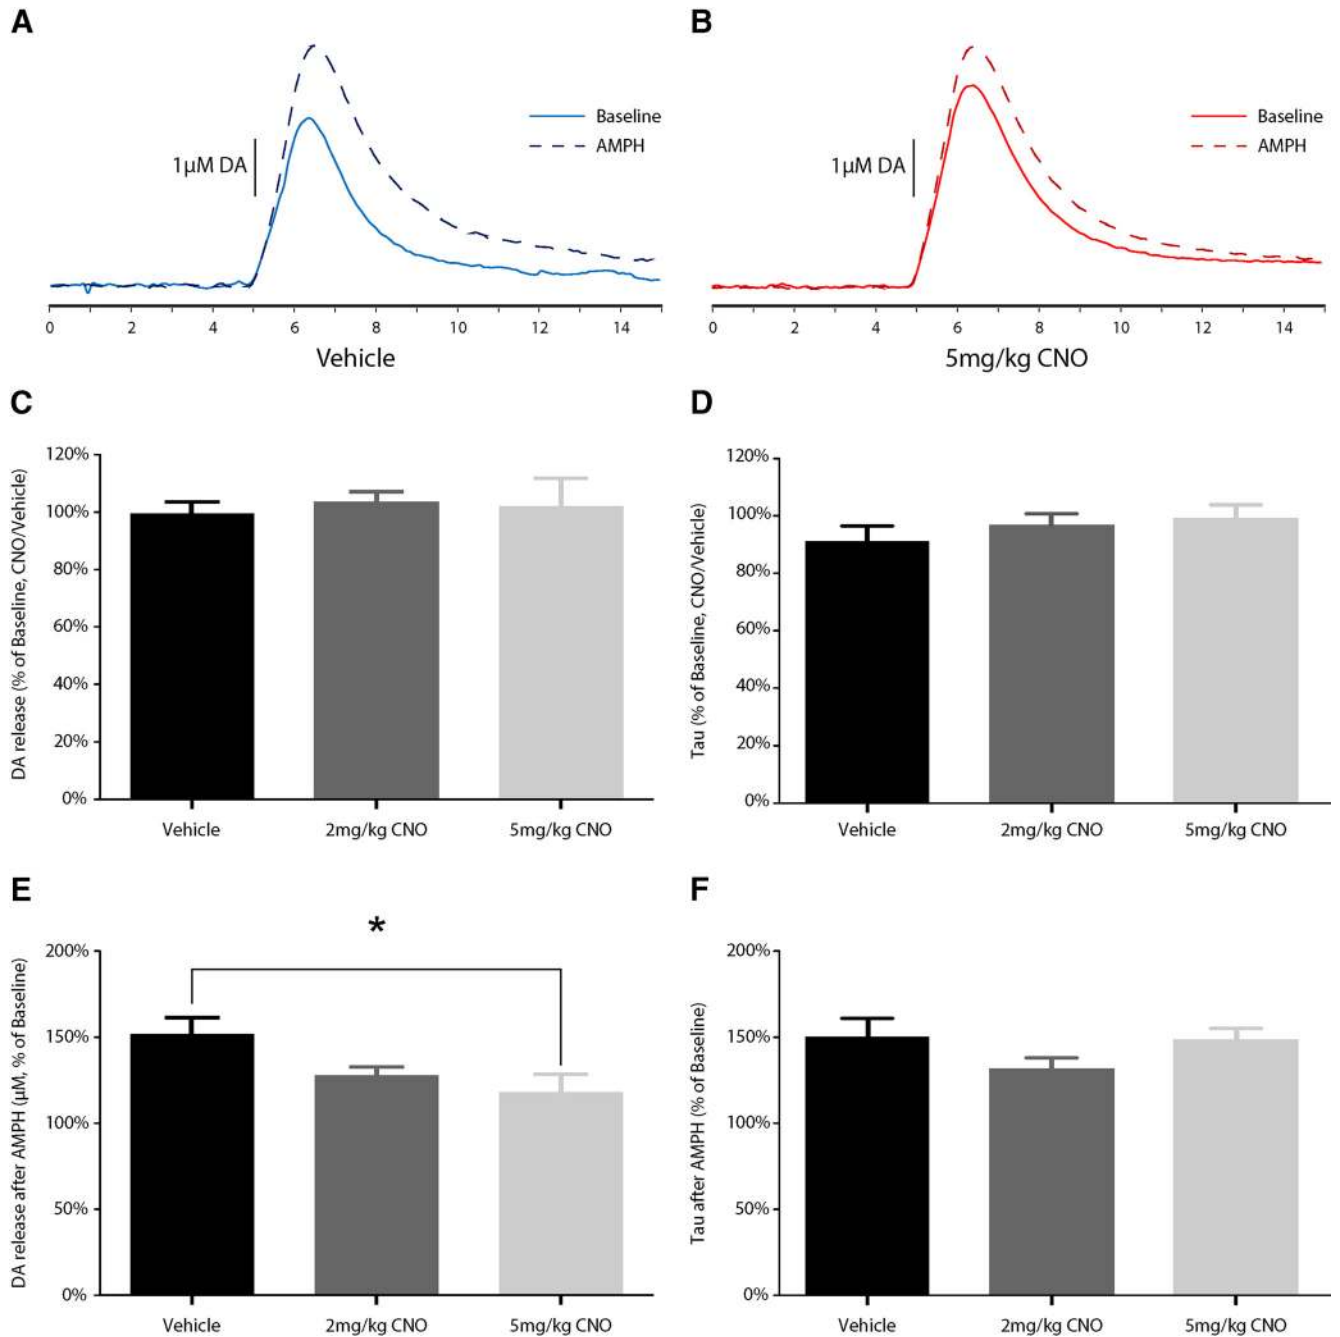 A
Baseline
AMPH
1µM DA
0 2 4 6 8 10 12 14
Vehicle
B
Baseline
AMPH
1µM DA
0 2 4 6 8 10 12 14
5mg/kg CNO
C
DA release (% of Baseline, CNO/Vehicle)
120%
100%
80%
60%
40%
20%
0%
Vehicle 2mg/kg CNO 5mg/kg CNO
D
Tau (% of Baseline, CNO/Vehicle)
120%
100%
80%
60%
40%
20%
0%
Vehicle 2mg/kg CNO 5mg/kg CNO
E
DA release after AMPH (µM, % of Baseline)
*
200%
150%
100%
50%
0%
Vehicle 2mg/kg CNO 5mg/kg CNO
F
Tau after AMPH (% of Baseline)
200%
150%
100%
50%
0%
Vehicle 2mg/kg CNO 5mg/kg CNO